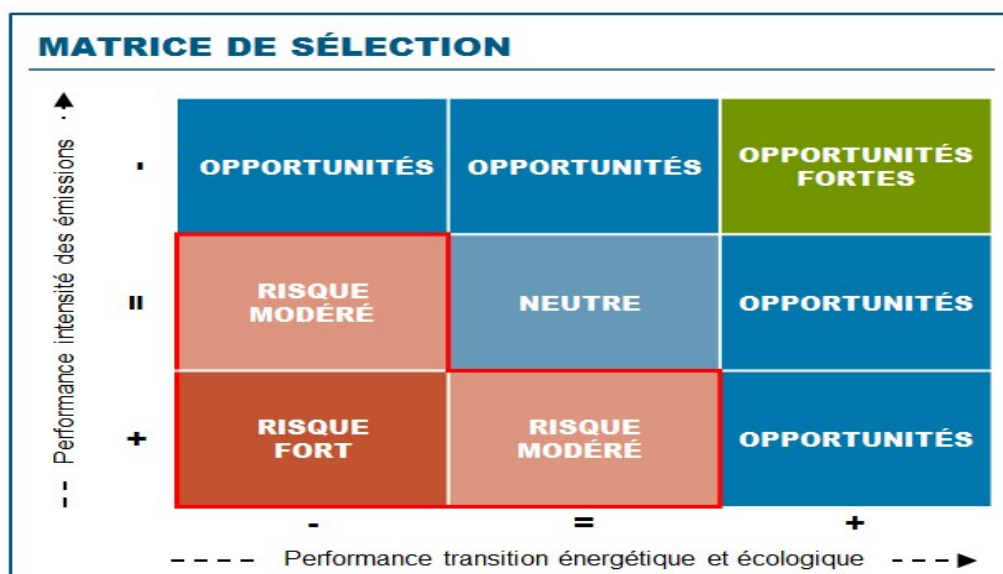 MATRICE DE SÉLECTION
Performance intensité des émissions
-
OPPORTUNITÉS
OPPORTUNITÉS
OPPORTUNITÉS
FORTES
=
RISQUE
MODÉRÉ
NEUTRE
OPPORTUNITÉS
+
RISQUE
FORT
RISQUE
MODÉRÉ
OPPORTUNITÉS
- = +
Performance transition énergétique et écologique